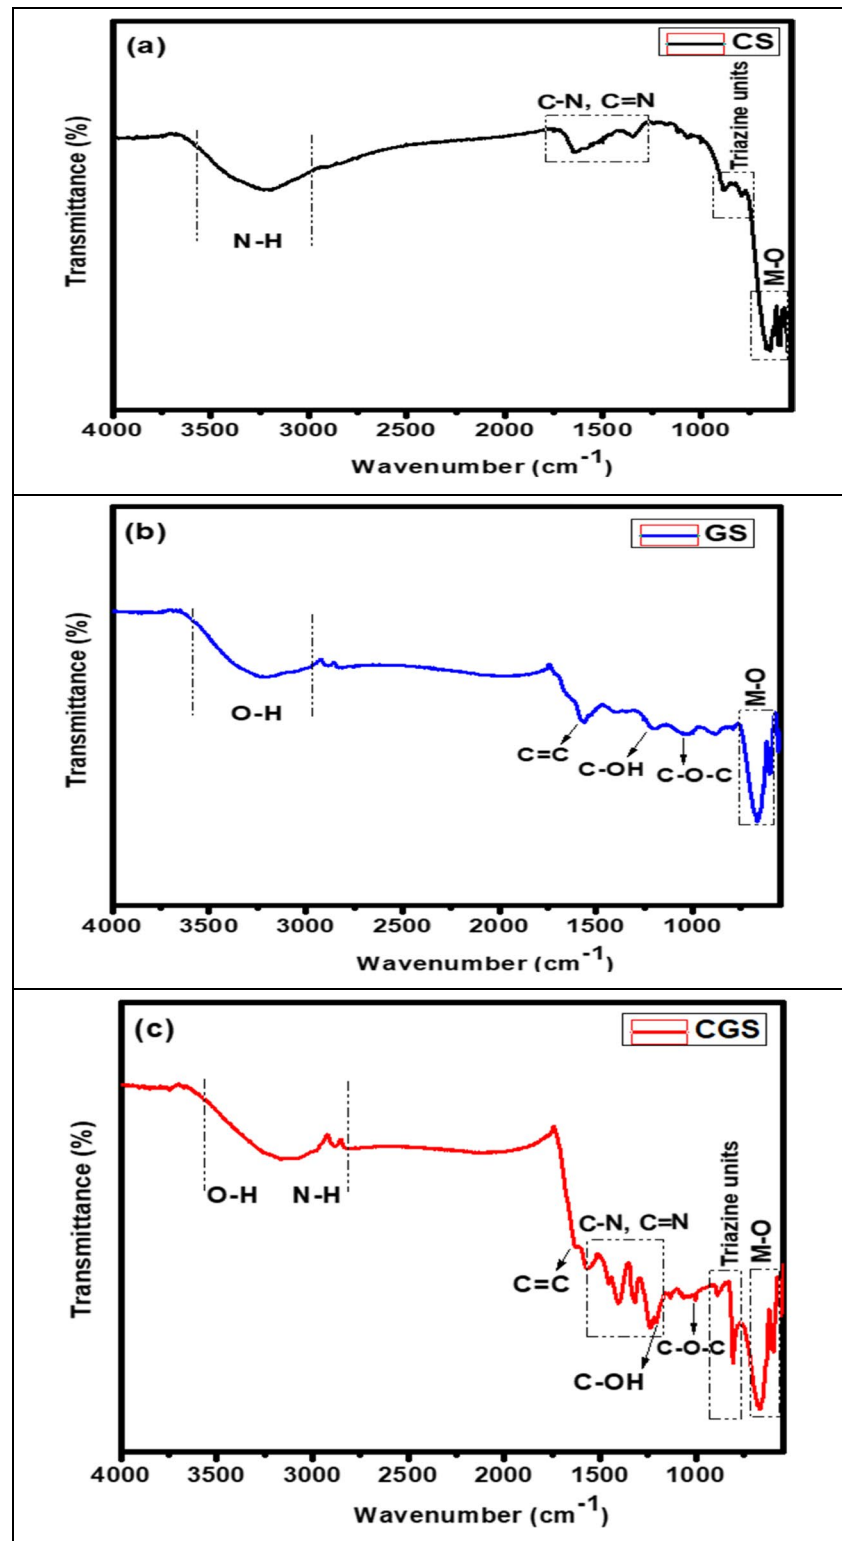 (a)
CS
C-N, C=N
Triazine units
N-H
M-O
Transmittance (%)
4000 3500 3000 2500 2000 1500 1000
Wavenumber (cm-1)
(b)
GS
O-H
C=C
C-OH
C-O-C
M-O
Transmittance (%)
4000 3500 3000 2500 2000 1500 1000
Wavenumber (cm-1)
(c)
CGS
O-H N-H
C-N, C=N
Triazine units
M-O
C=C
C-O-C
C-OH
Transmittance (%)
4000 3500 3000 2500 2000 1500 1000
Wavenumber (cm-1)